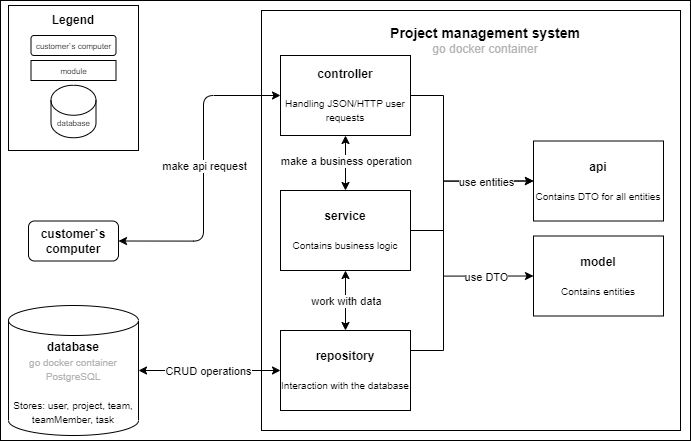 Legend
customer`s computer
module
database
Project management system
go docker container
controller
Handling JSON/HTTP user
requests
make api request
make a business operation
api
Contains DTO for all entities
use entities
service
Contains business logic
customer`s
computer
model
Contains entities
use DTO
work with data
database
go docker container
PostgreSQL
Stores: user, project, team,
teamMember, task
CRUD operations
repository
Interaction with the database